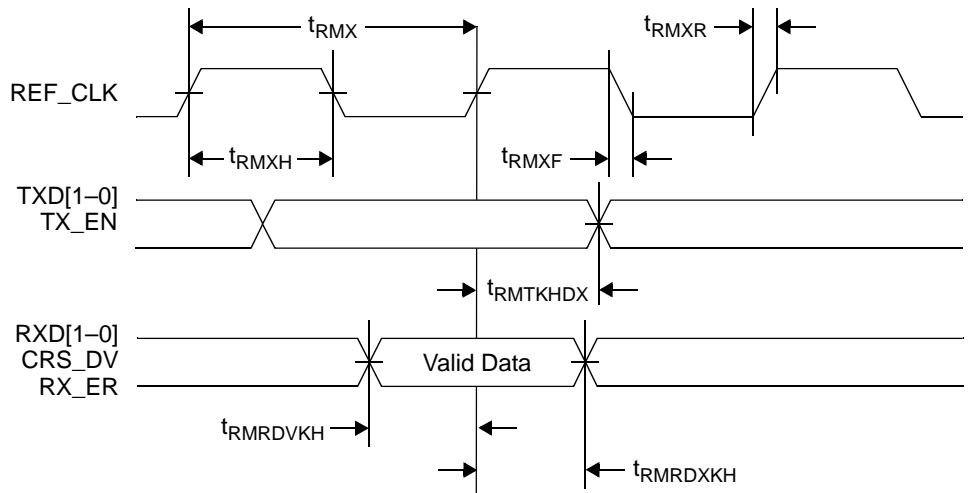 tRMX
tRMXR
REF_CLK
tRMXH
tRMXF
TXD[1–0]
TX_EN
tRMTKHDX
RXD[1–0]
CRS_DV
Valid Data
RX_ER
tRMRDVKH
tRMRDXKH